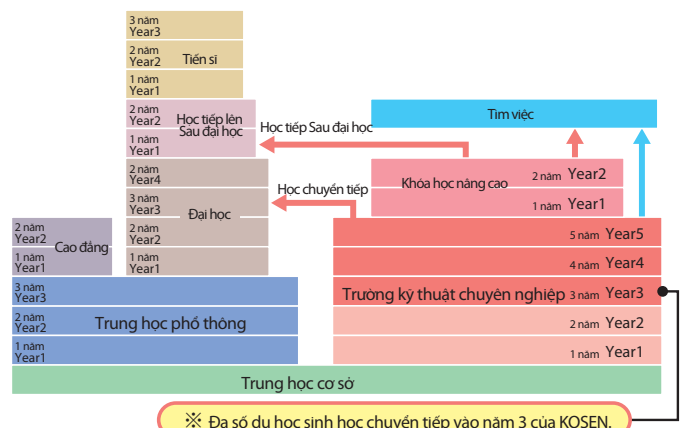 3 năm
Year3
2 năm
Year2
Tiến sĩ
1 năm
Year1
2 năm
Year2
Học tiếp lên
Sau đại học
1 năm
Year1
Học tiếp Sau đại học
Tìm việc
2 năm
Year4
3 năm
Year3
Đại học
2 năm
Year2
1 năm
Year1
Học chuyển tiếp
Khóa học nâng cao
2 năm Year2
1 năm Year1
2 năm
Year2
Cao đẳng
1 năm
Year1
5 năm Year5
4 năm Year4
Trường kỹ thuật chuyên nghiệp 3 năm Year3
2 năm Year2
1 năm Year1
3 năm
Year3
2 năm
Year2
Trung học phổ thông
1 năm
Year1
Trung học cơ sở
※ Đa số du học sinh học chuyển tiếp vào năm 3 của KOSEN.